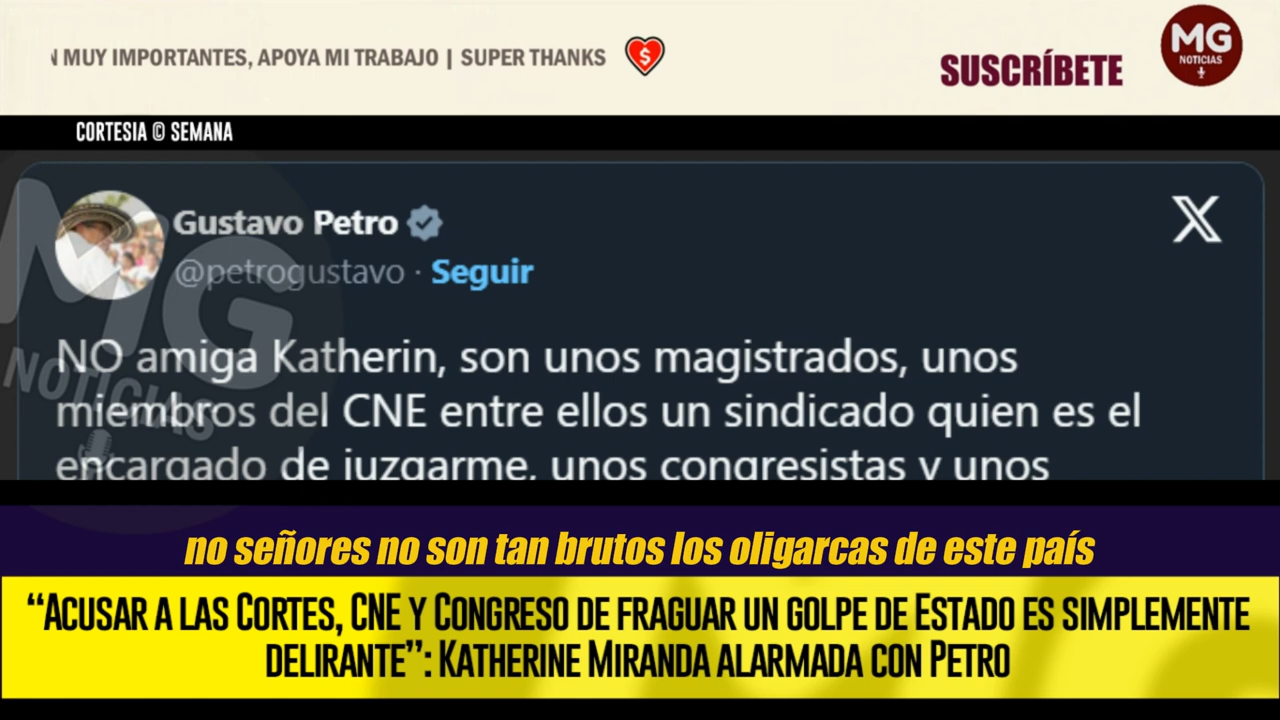 MUY IMPORTANTES, APOYA MI TRABAJO | SUPER THANKS
SUSCRÍBETE
MG
NOTICIAS
CORTESIA © SEMANA
Gustavo Petro
@petrogustavo · Seguir
NO amiga Katherin, son unos magistrados, unos
miembros del CNE entre ellos un sindicado quien es el
encargado de juzgarme, unos congresistas y unos
MG
NOTICIAS
no señores no son tan brutos los oligarcas de este país
“ACUSAR A LAS CORTES, CNE Y CONGRESO DE FRAGUAR UN GOLPE DE ESTADO ES SIMPLEMENTE
DELIRANTE”: KATHERINE MIRANDA ALARMADA CON PETRO